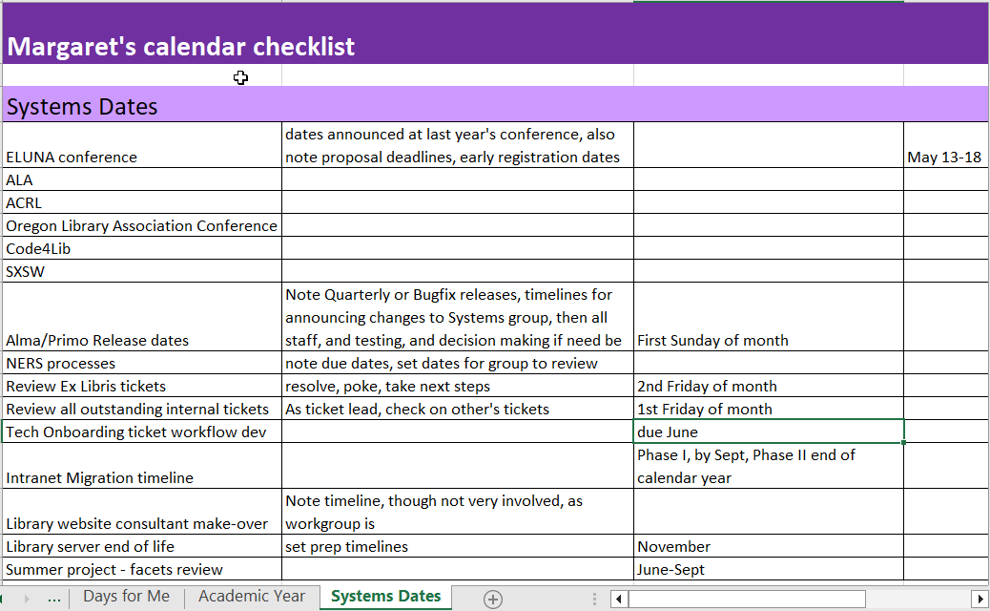 Margaret's calendar checklist
Systems Dates
dates announced at last year's conference, also
ELUNA conference note proposal deadlines, early registration dates May 13-18
ALA
ACRL
Oregon Library Association Conference
Code4Lib
SXSW
Note Quarterly or Bugfix releases, timelines for
announcing changes to Systems group, then all
Alma/Primo Release dates staff, and testing, and decision making if need be First Sunday of month
NERS processes note due dates, set dates for group to review
Review Ex Libris tickets resolve, poke, take next steps 2nd Friday of month
Review all outstanding internal tickets As ticket lead, check on other's tickets 1st Friday of month
Tech Onboarding ticket workflow dev due June
Phase I, by Sept, Phase II end of
Intranet Migration timeline calendar year
Note timeline, though not very involved, as
Library website consultant make-over workgroup is
Library server end of life set prep timelines November
Summer project - facets review June-Sept
... Days for Me Academic Year Systems Dates